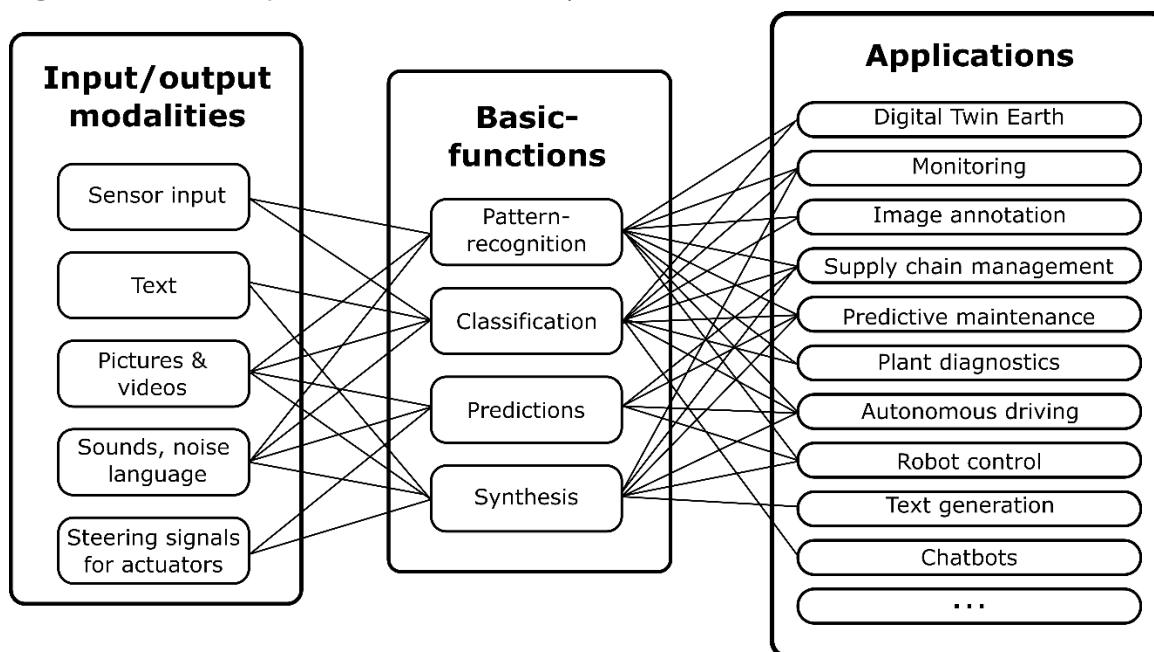 Input/output
modalities
Sensor input
Text
Pictures &
videos
Sounds, noise
language
Steering signals
for actuators
Basic-
functions
Pattern-
recognition
Classification
Predictions
Synthesis
Applications
Digital Twin Earth
Monitoring
Image annotation
Supply chain management
Predictive maintenance
Plant diagnostics
Autonomous driving
Robot control
Text generation
Chatbots
...